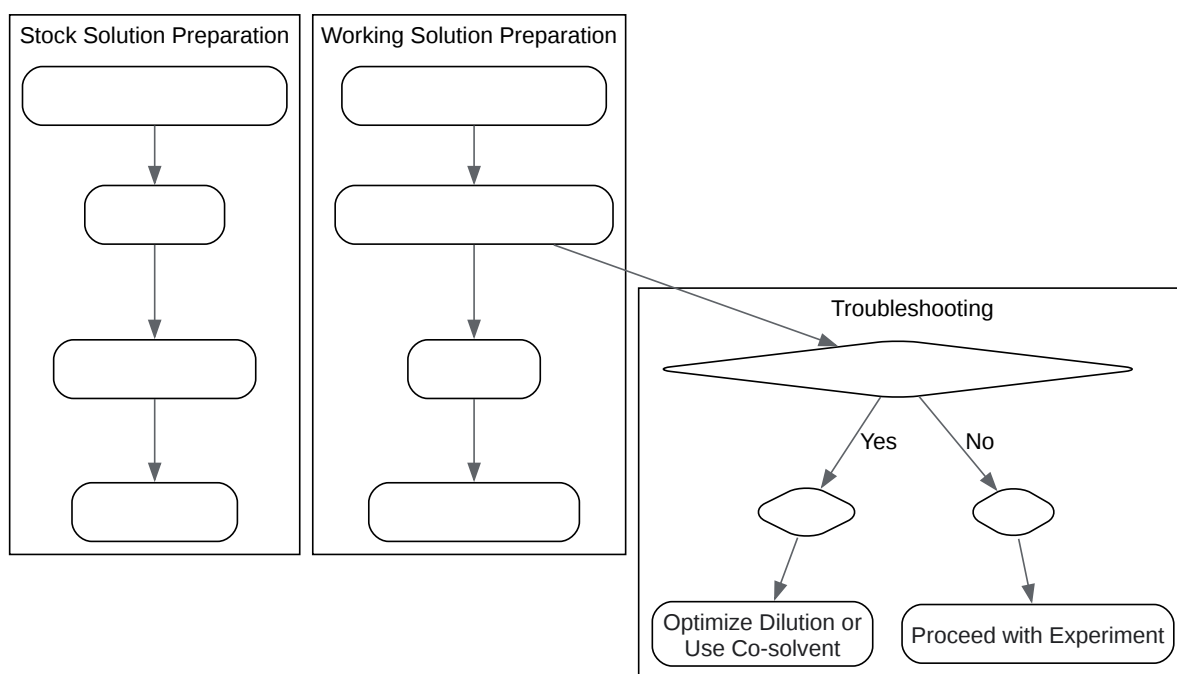 Stock Solution Preparation
Working Solution Preparation
Troubleshooting
Yes
No
Optimize Dilution or
Use Co-solvent
Proceed with Experiment